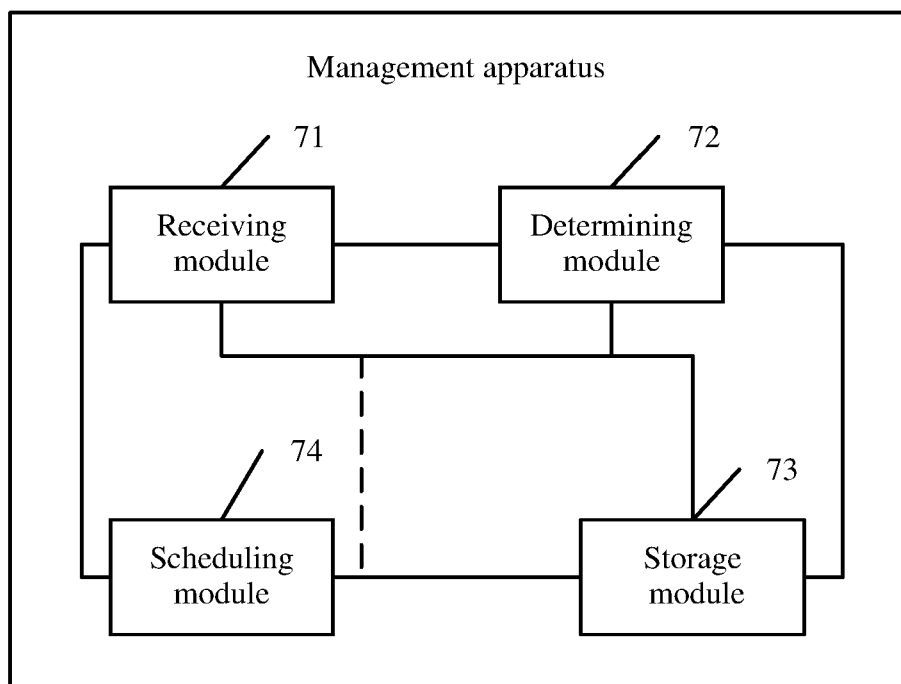 Management apparatus
71
72
Receiving
module
Determining
module
74
73
Scheduling
module
Storage
module